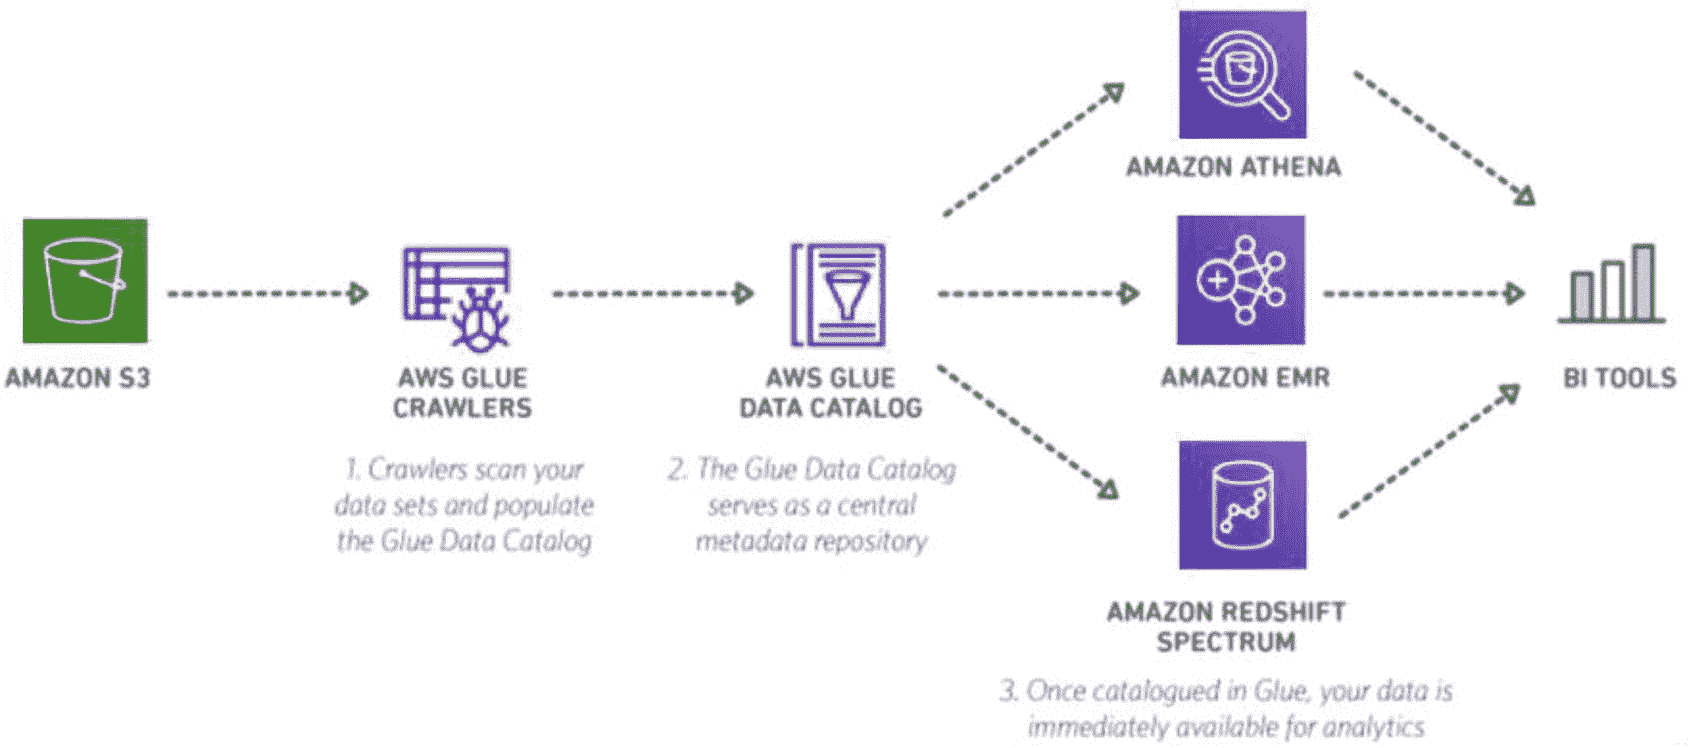 AMAZON S3
AWS GLUE
CRAWLERS
1. Crawlers scan your
data sets and populate
the Glue Data Catalog
AWS GLUE
DATA CATALOG
2. The Glue Data Catalog
serves as a central
metadata repository
AMAZON ATHENA
AMAZON EMR
AMAZON REDSHIFT
SPECTRUM
3. Once catalogued in Glue, your data is
immediately available for analytics
BI TOOLS